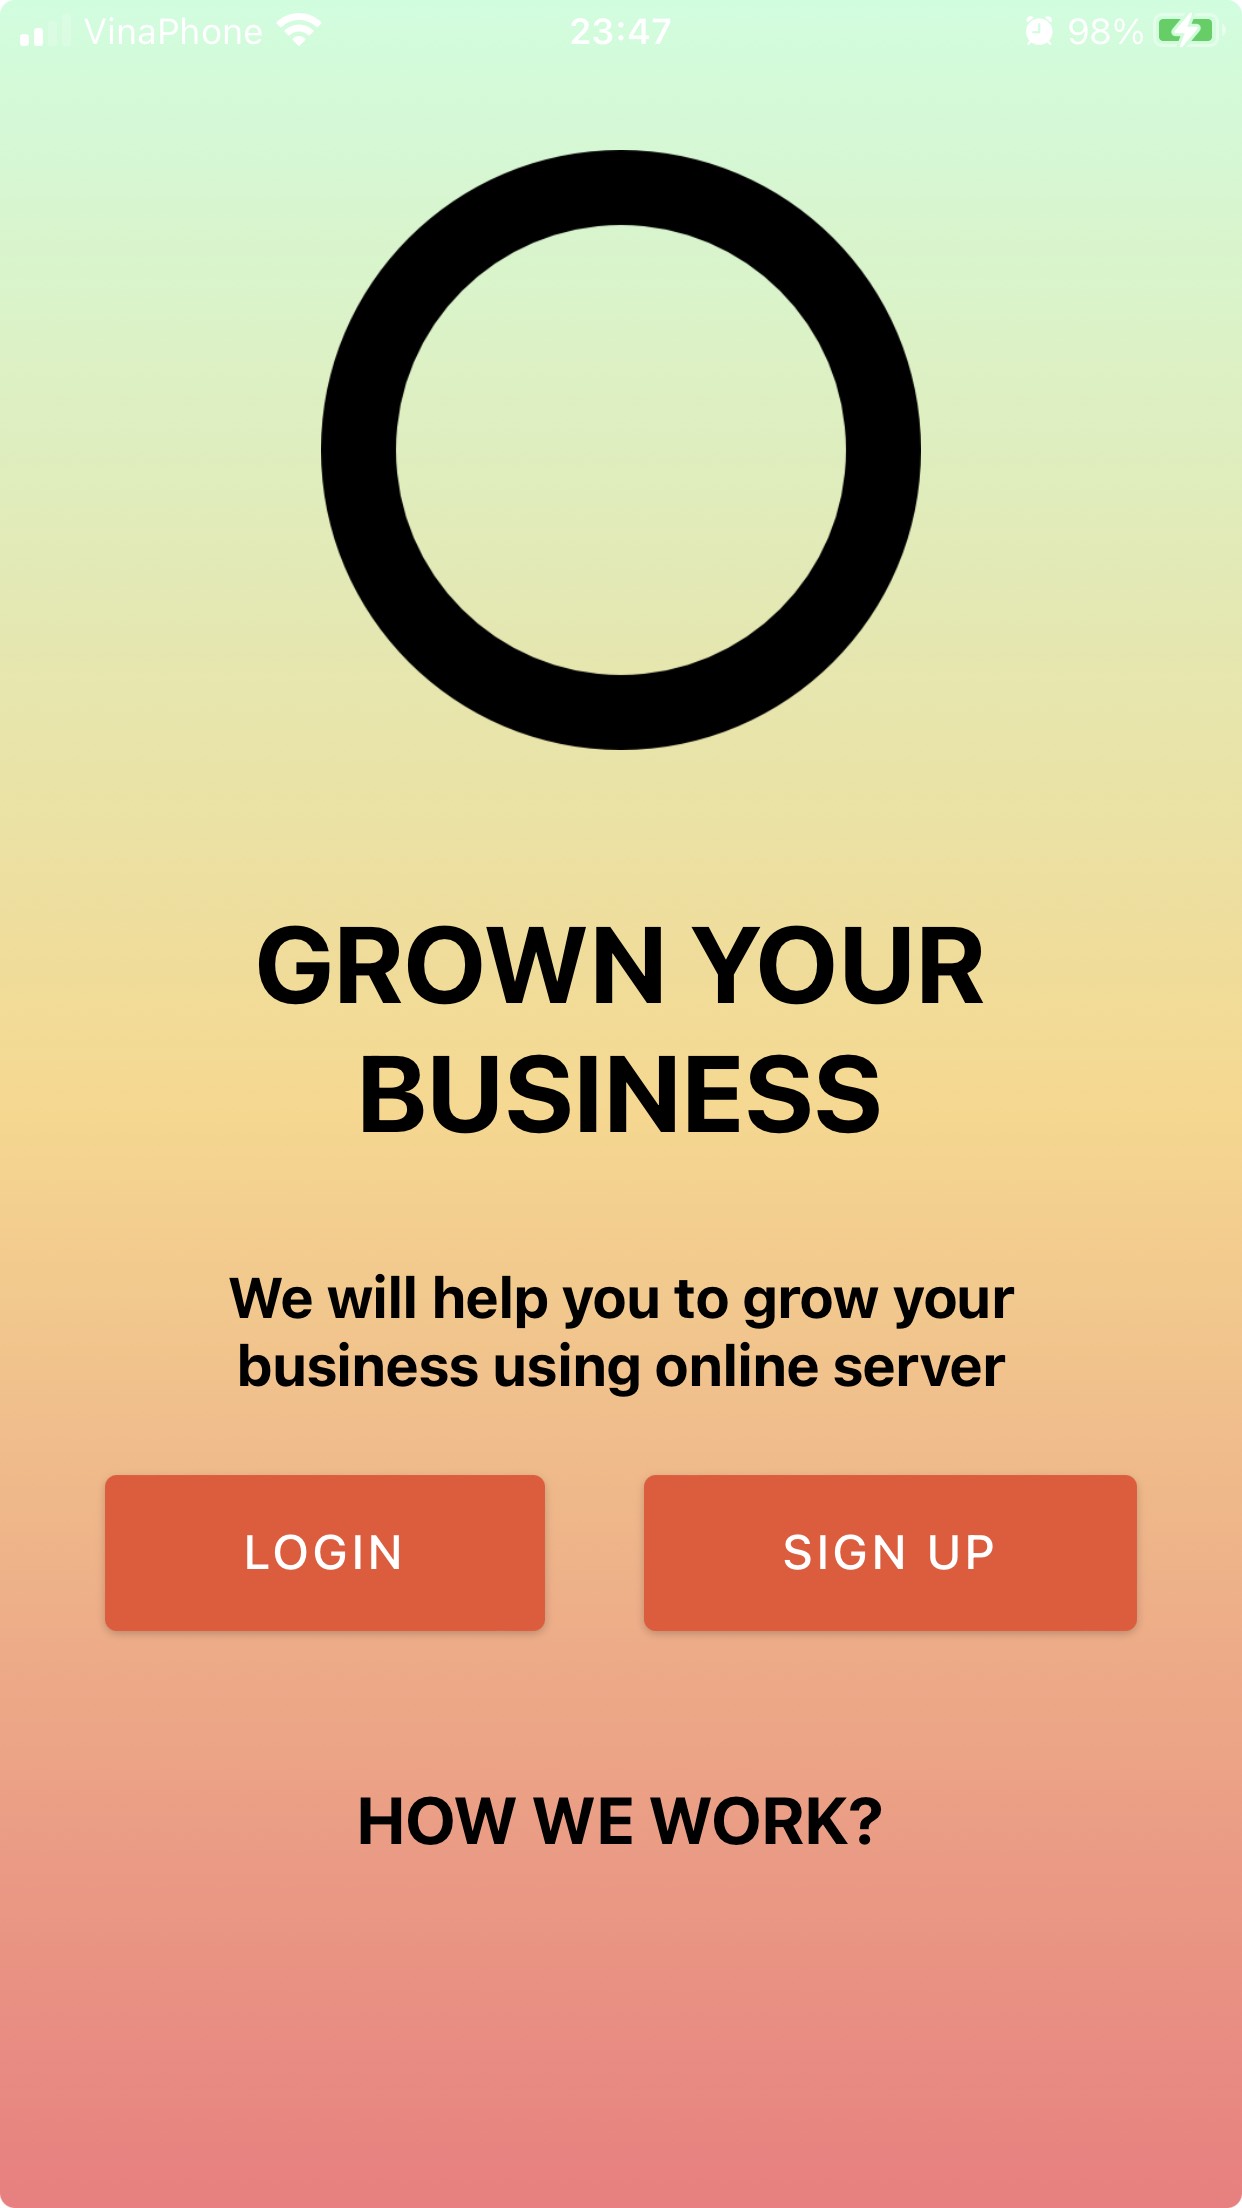 VinaPhone 23:47 98%
GROWN YOUR
BUSINESS
We will help you to grow your
business using online server
LOGIN SIGN UP
HOW WE WORK?